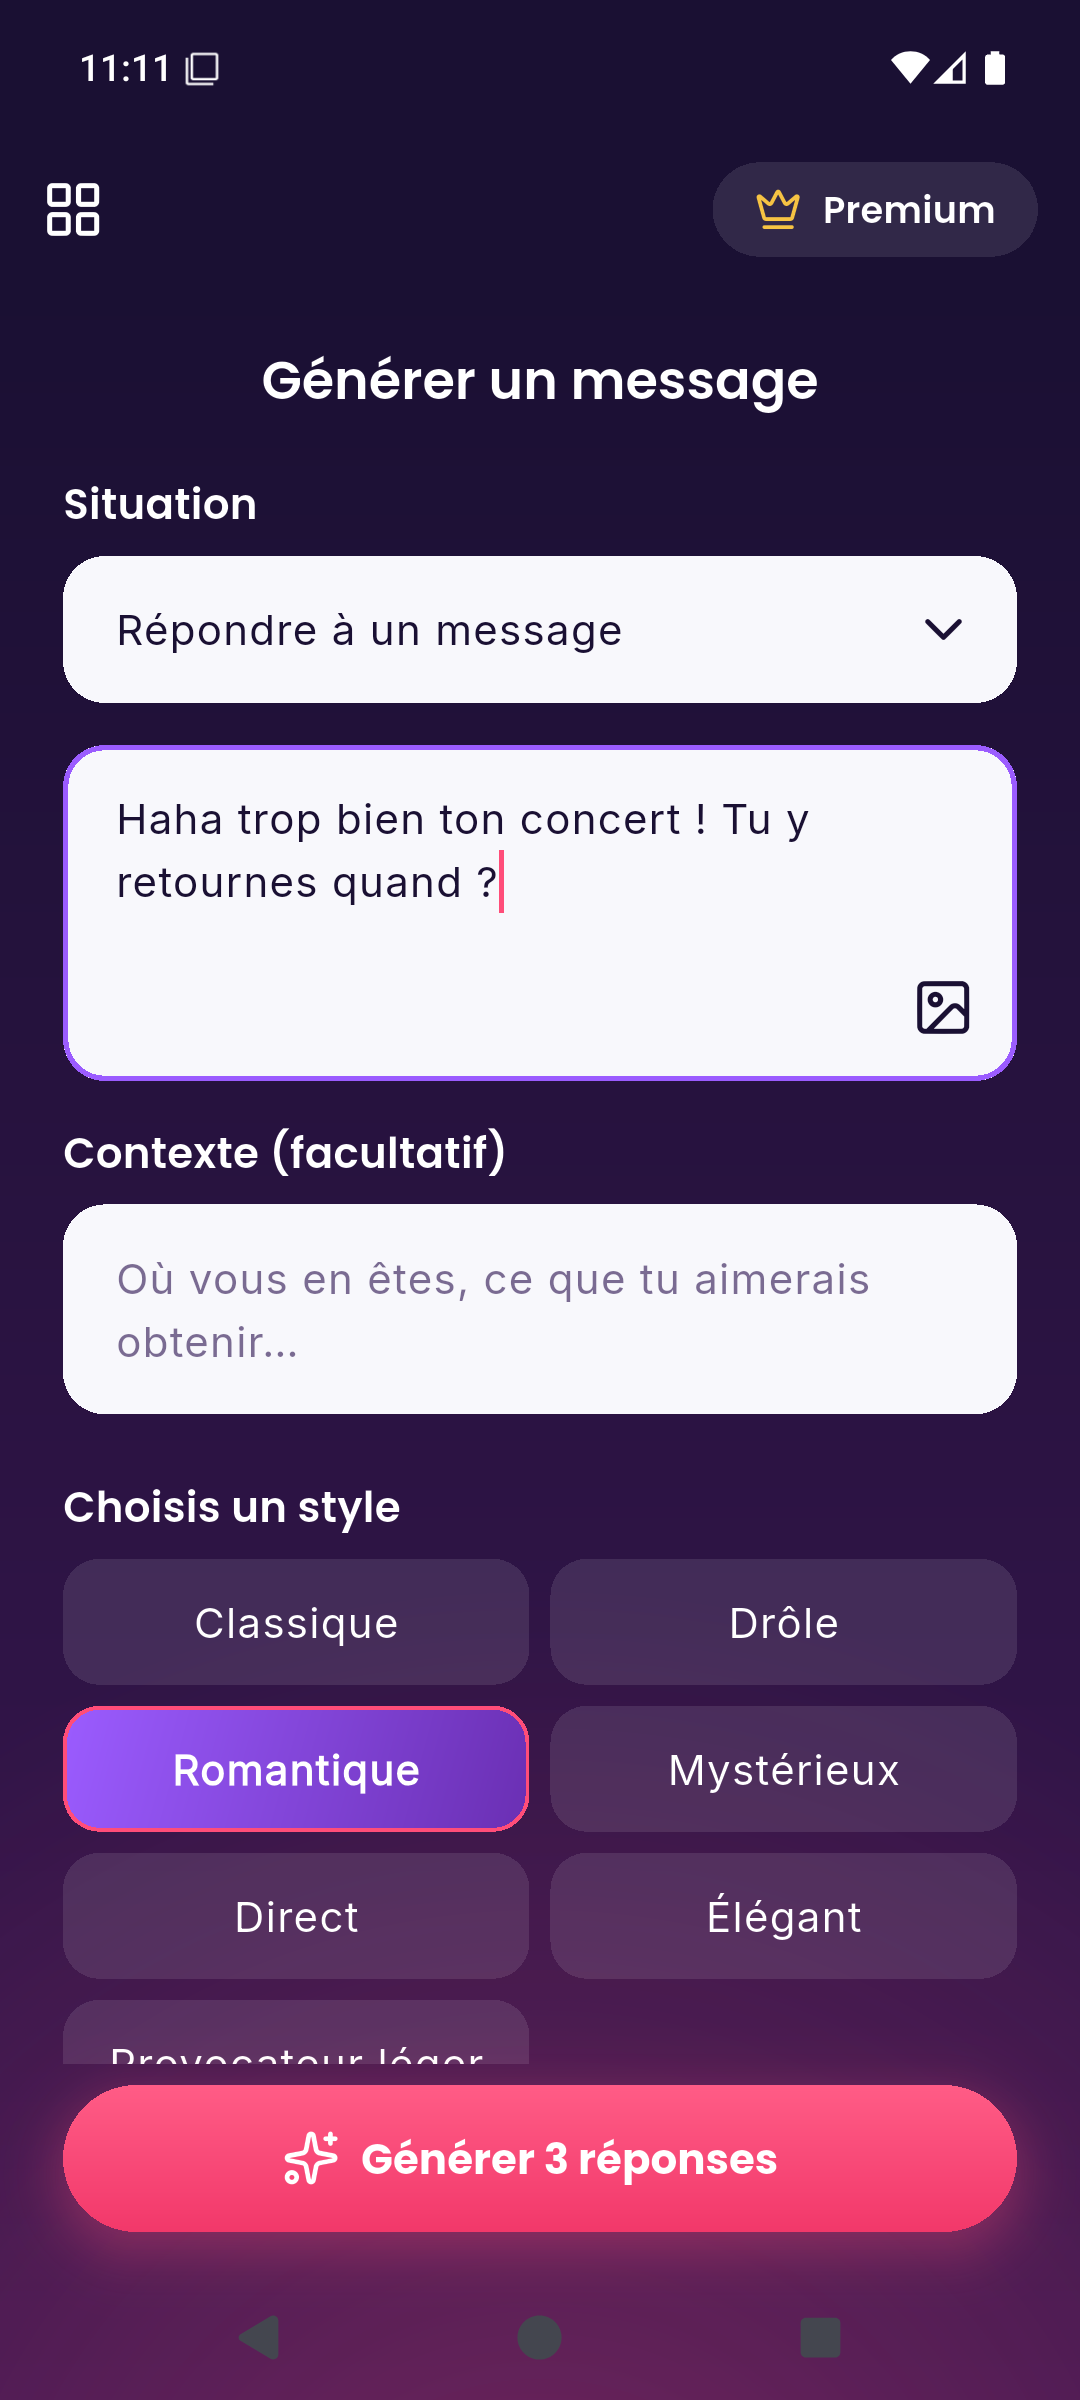 11:11
Premium
Générer un message
Situation
Répondre à un message
Haha trop bien ton concert ! Tu y
retournes quand ?
Contexte (facultatif)
Où vous en êtes, ce que tu aimerais
obtenir...
Choisis un style
Classique
Drôle
Romantique
Mystérieux
Direct
Élégant
Provocateur léger
Générer 3 réponses